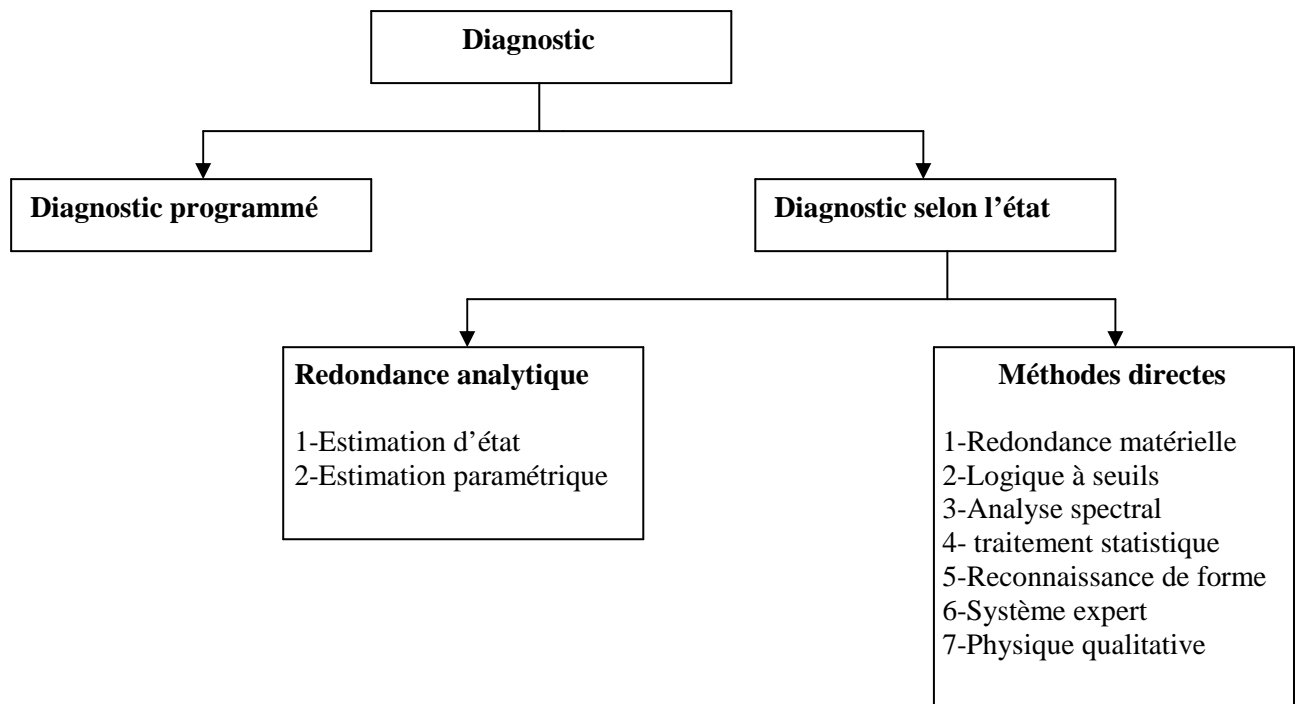 Diagnostic
Diagnostic programmé
Diagnostic selon l’état
Redondance analytique
1-Estimation d’état
2-Estimation paramétrique
Méthodes directes
1-Redondance matérielle
2-Logique à seuils
3-Analyse spectral
4- traitement statistique
5-Reconnaissance de forme
6-Système expert
7-Physique qualitative